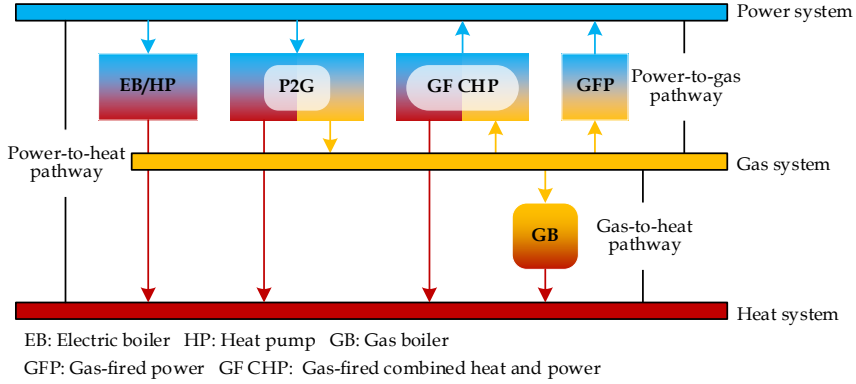 Power system
EB/HP
P2G
GF CHP
GFP
Power-to-gas
pathway
Power-to-heat
pathway
Gas system
GB
Gas-to-heat
pathway
Heat system
EB: Electric boiler HP: Heat pump GB: Gas boiler
GFP: Gas-fired power GF CHP: Gas-fired combined heat and power